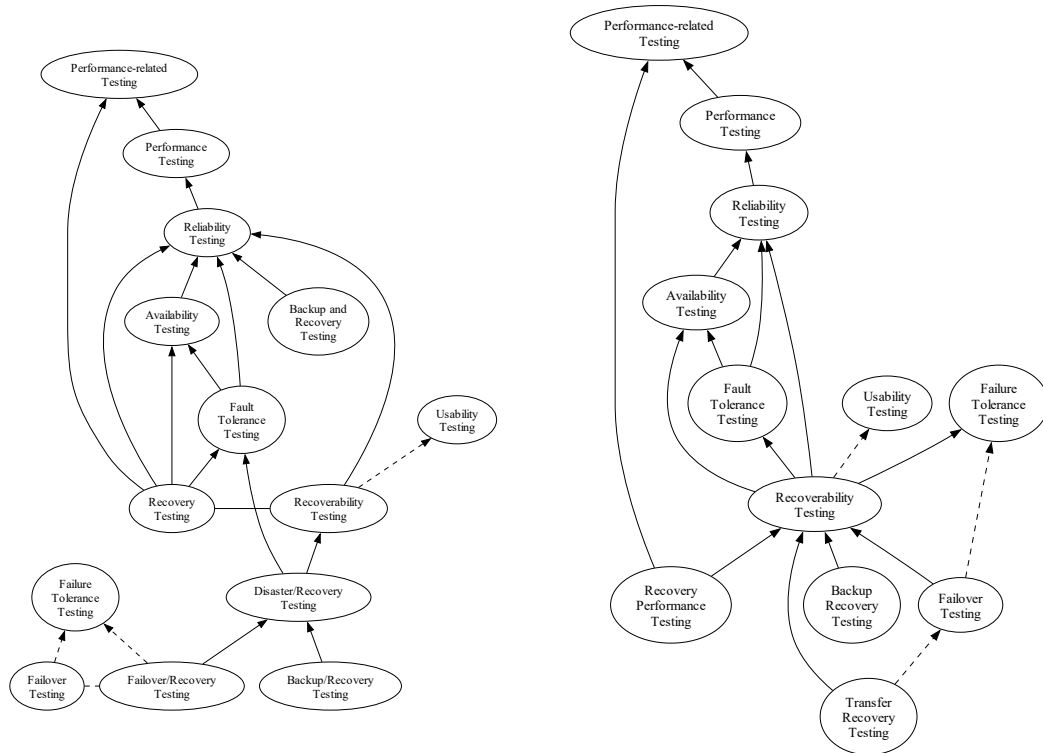 Performance-related
Testing
Performance
Testing
Reliability
Testing
Availability
Testing
Backup and
Recovery
Testing
Fault
Tolerance
Testing
Usability
Testing
Recovery
Testing
Recoverability
Testing
Failure
Tolerance
Testing
Disaster/Recovery
Testing
Failover
Testing
Failover/Recovery
Testing
Backup/Recovery
Testing
Performance-related
Testing
Performance
Testing
Reliability
Testing
Availability
Testing
Fault
Tolerance
Testing
Usability
Testing
Failure
Tolerance
Testing
Recoverability
Testing
Recovery
Performance
Testing
Backup
Recovery
Testing
Failover
Testing
Transfer
Recovery
Testing